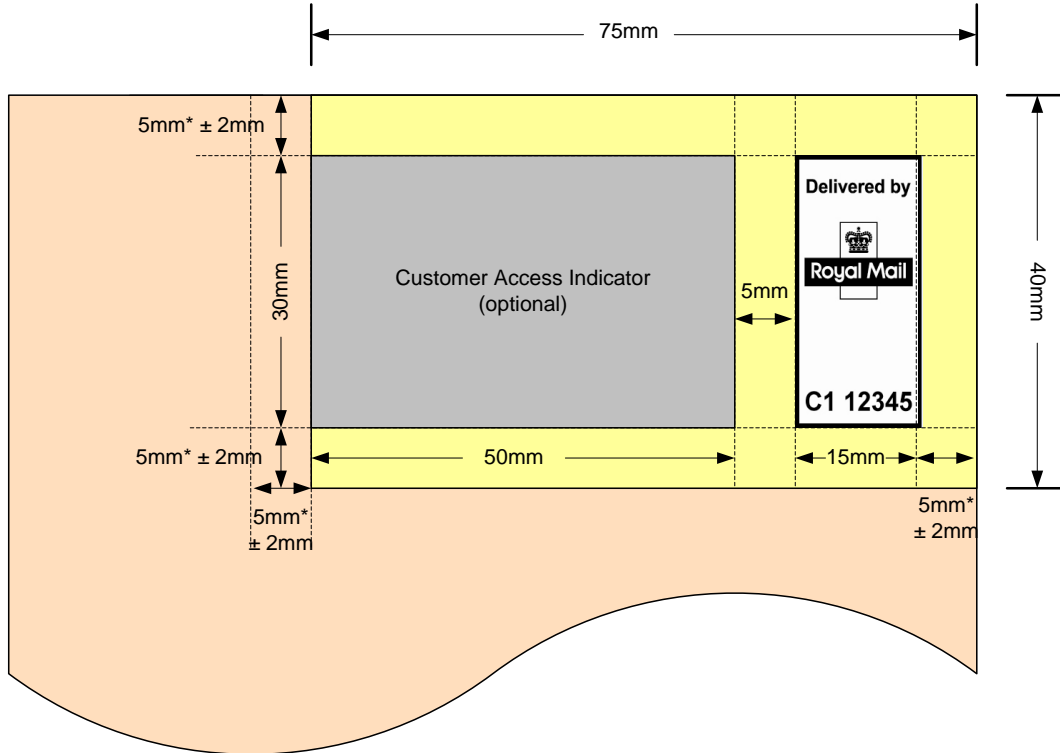 75mm
5mm* ± 2mm
Delivered by
Royal Mail
30mm
Customer Access Indicator
(optional)
5mm
40mm
C1 12345
5mm* ± 2mm
50mm
15mm
5mm*
± 2mm
5mm*
± 2mm